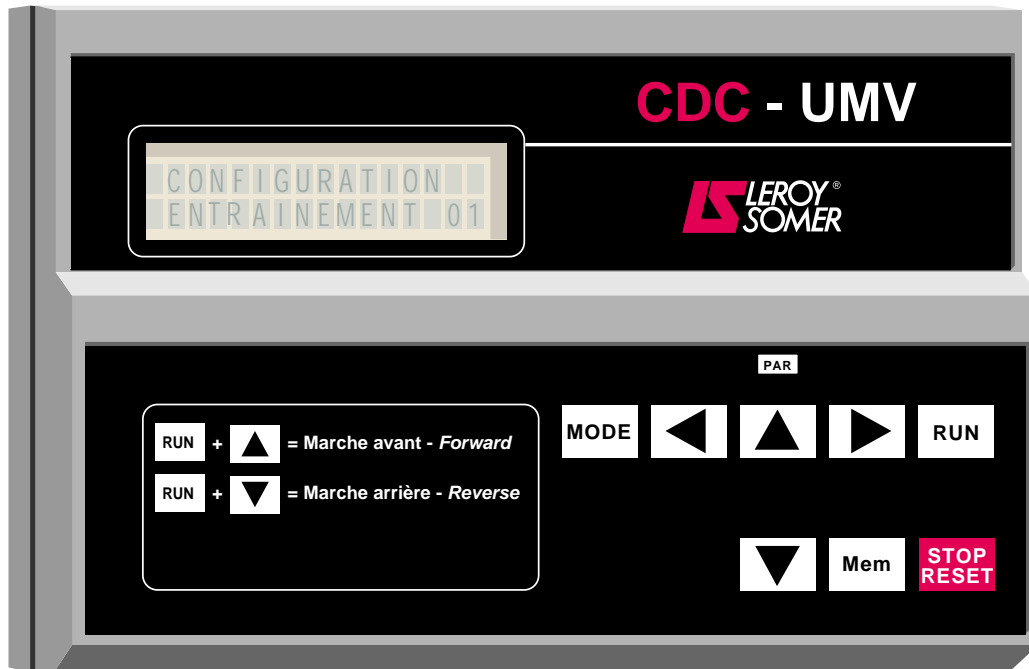 CDC - UMV
CONFIGURATION
ENTRAINEMENT 01
LEROY®
SOMER
PAR
RUN + ▲ = Marche avant - Forward
RUN + ▼ = Marche arrière - Reverse
MODE ◀ ▲ ▶ RUN
▼ Mem STOP
RESET